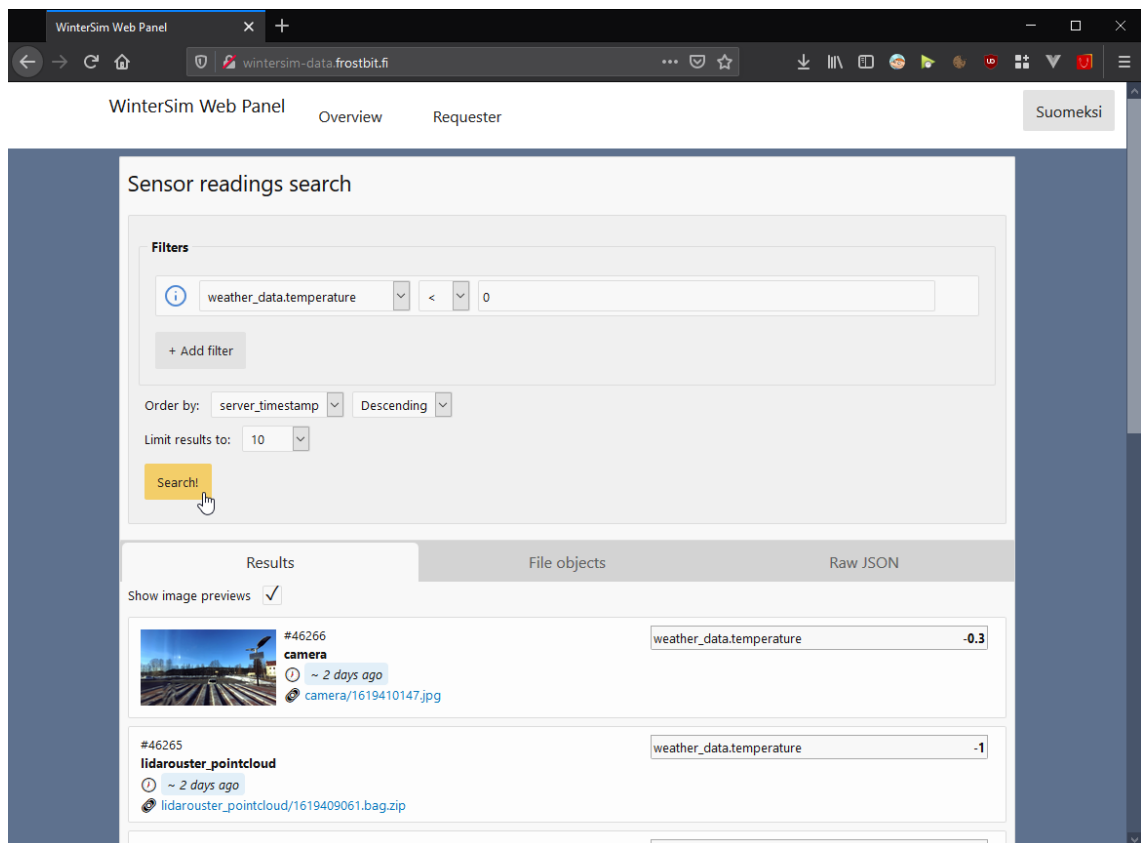 WinterSim Web Panel
wintersim-data.frostbit.fi
WinterSim Web Panel
Overview
Requester
Suomeksi
Sensor readings search
Filters
weather_data.temperature < 0
+ Add filter
Order by: server_timestamp Descending
Limit results to: 10
Search!
Results
File objects
Raw JSON
Show image previews
#46266
camera
~ 2 days ago
camera/1619410147.jpg
weather_data.temperature -0.3
#46265
lidarouster_pointcloud
~ 2 days ago
lidarouster_pointcloud/1619409061.bag.zip
weather_data.temperature -1